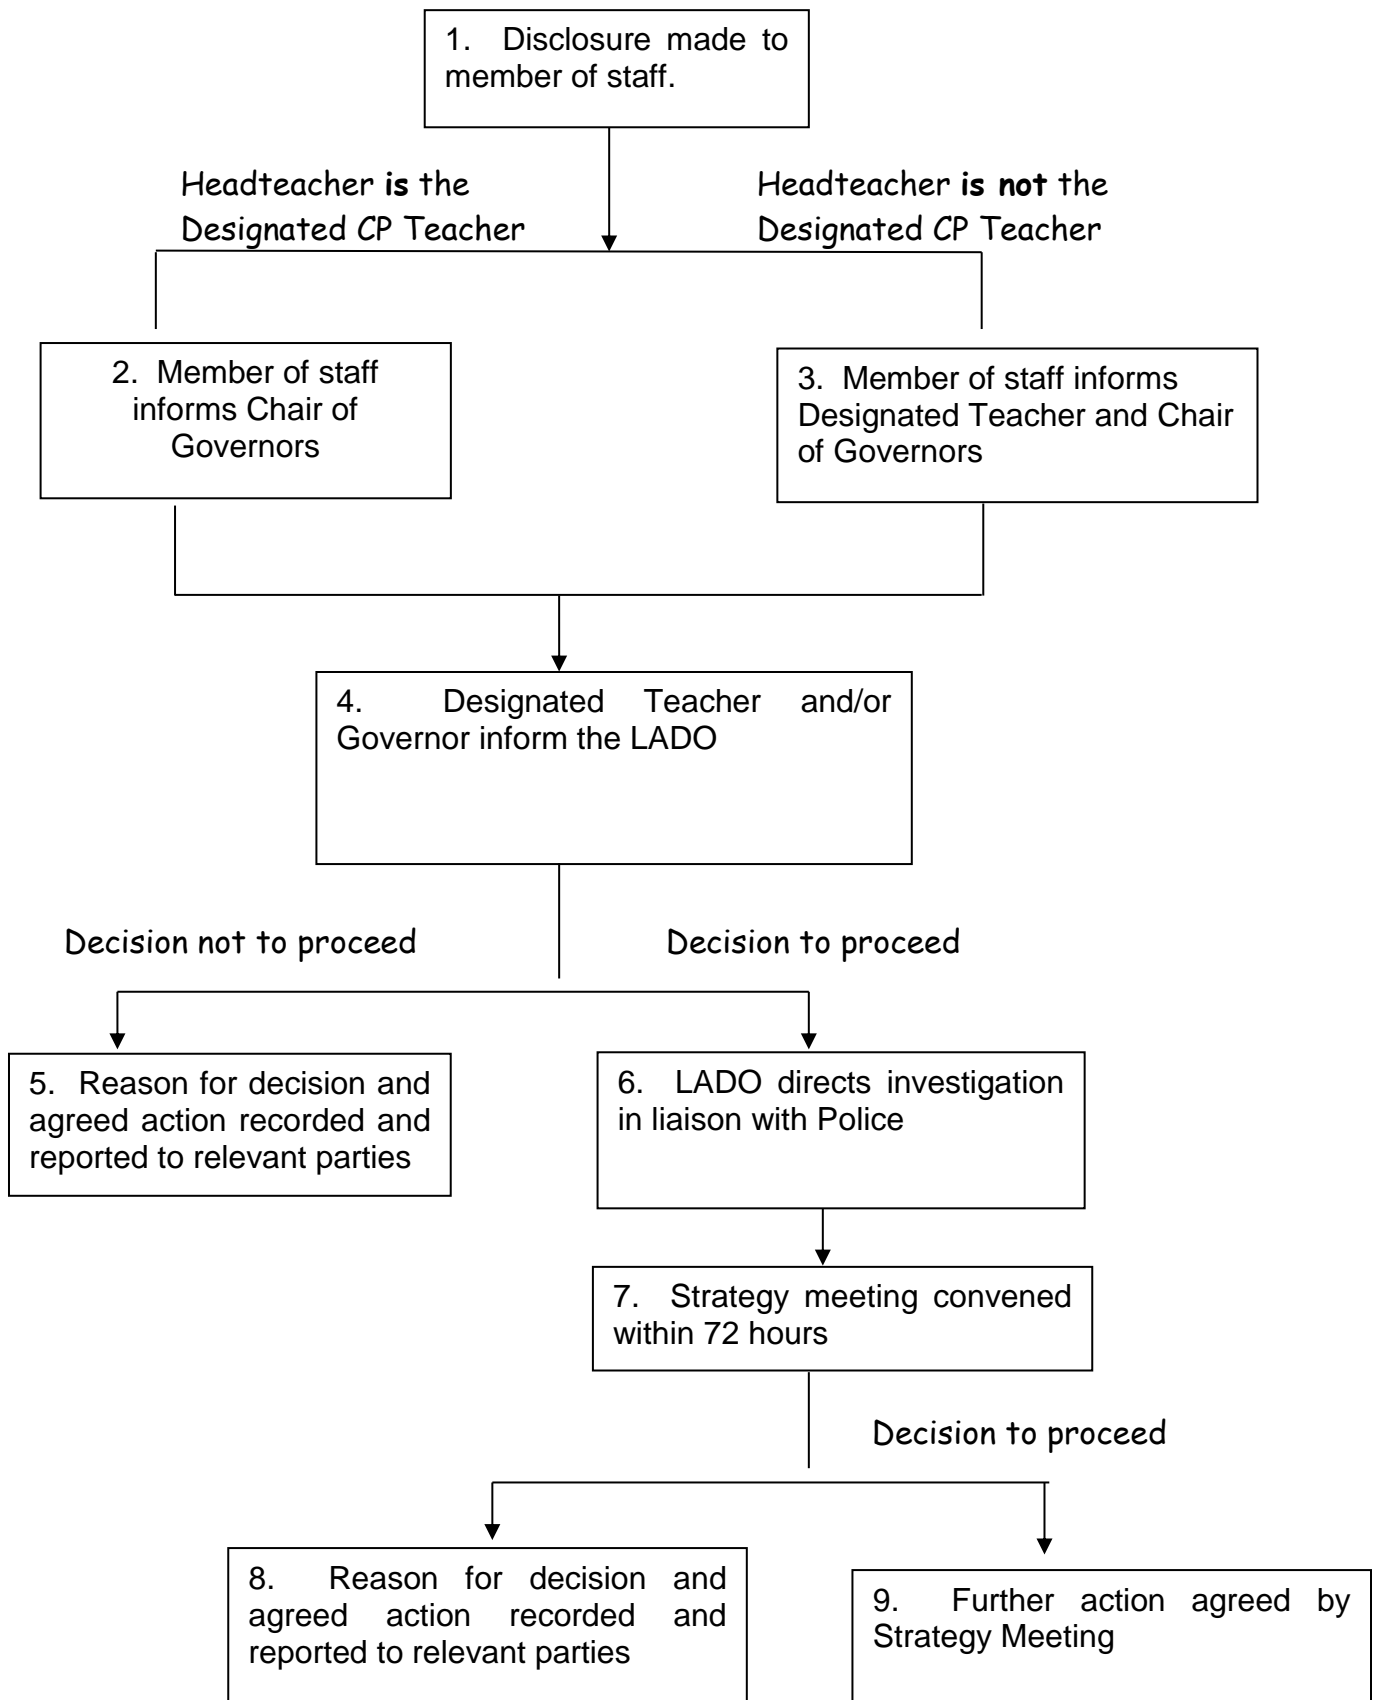 1. Disclosure made to
member of staff.
Headteacher is the
Designated CP Teacher
Headteacher is not the
Designated CP Teacher
2. Member of staff
informs Chair of
Governors
3. Member of staff informs
Designated Teacher and Chair
of Governors
4. Designated Teacher and/or
Governor inform the LADO
Decision not to proceed
Decision to proceed
5. Reason for decision and
agreed action recorded and
reported to relevant parties
6. LADO directs investigation
in liaison with Police
7. Strategy meeting convened
within 72 hours
Decision to proceed
8. Reason for decision and
agreed action recorded and
reported to relevant parties
9. Further action agreed by
Strategy Meeting